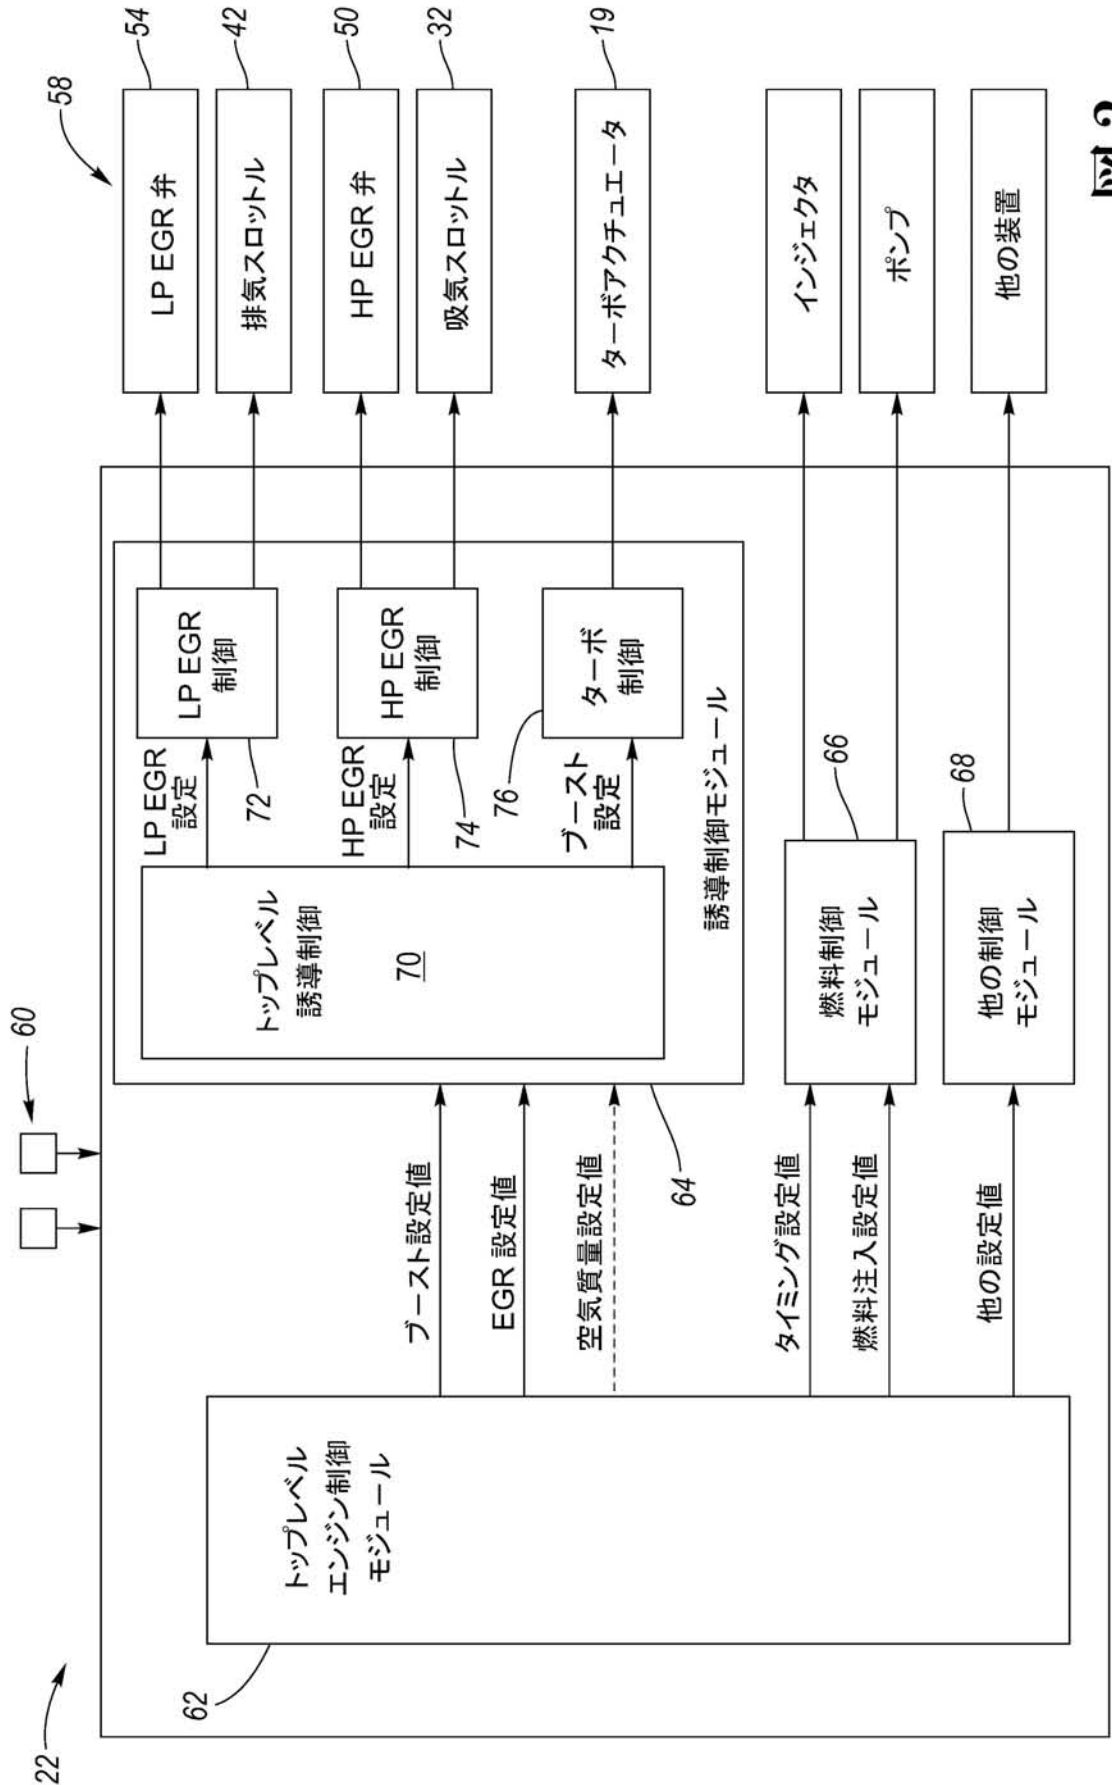 22
60
58
62
トップレベル
エンジン制御
モジュール
ブースト設定値
EGR 設定値
空気質量設定値
タイミング設定値
燃料注入設定値
他の設定値
64
トップレベル
誘導制御
70
LP EGR
設定
HP EGR
設定
ブースト
設定
72
74
76
LP EGR
制御
HP EGR
制御
ターボ
制御
誘導制御モジュール
66
燃料制御
モジュール
68
他の制御
モジュール
LP EGR 弁
54
排気スロットル
42
HP EGR 弁
50
吸気スロットル
32
ターボアクチュエータ
19
インジェクタ
ポンプ
他の装置